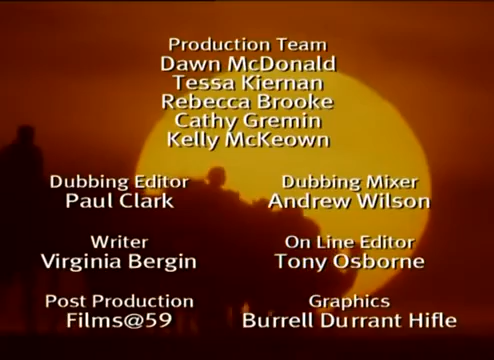 Production Team
Dawn McDonald
Tessa Kiernan
Rebecca Brooke
Cathy Gremin
Kelly McKeown
Dubbing Editor
Paul Clark
Dubbing Mixer
Andrew Wilson
Writer
Virginia Bergin
On Line Editor
Tony Osborne
Post Production
Films@59
Graphics
Burrell Durrant Hifle